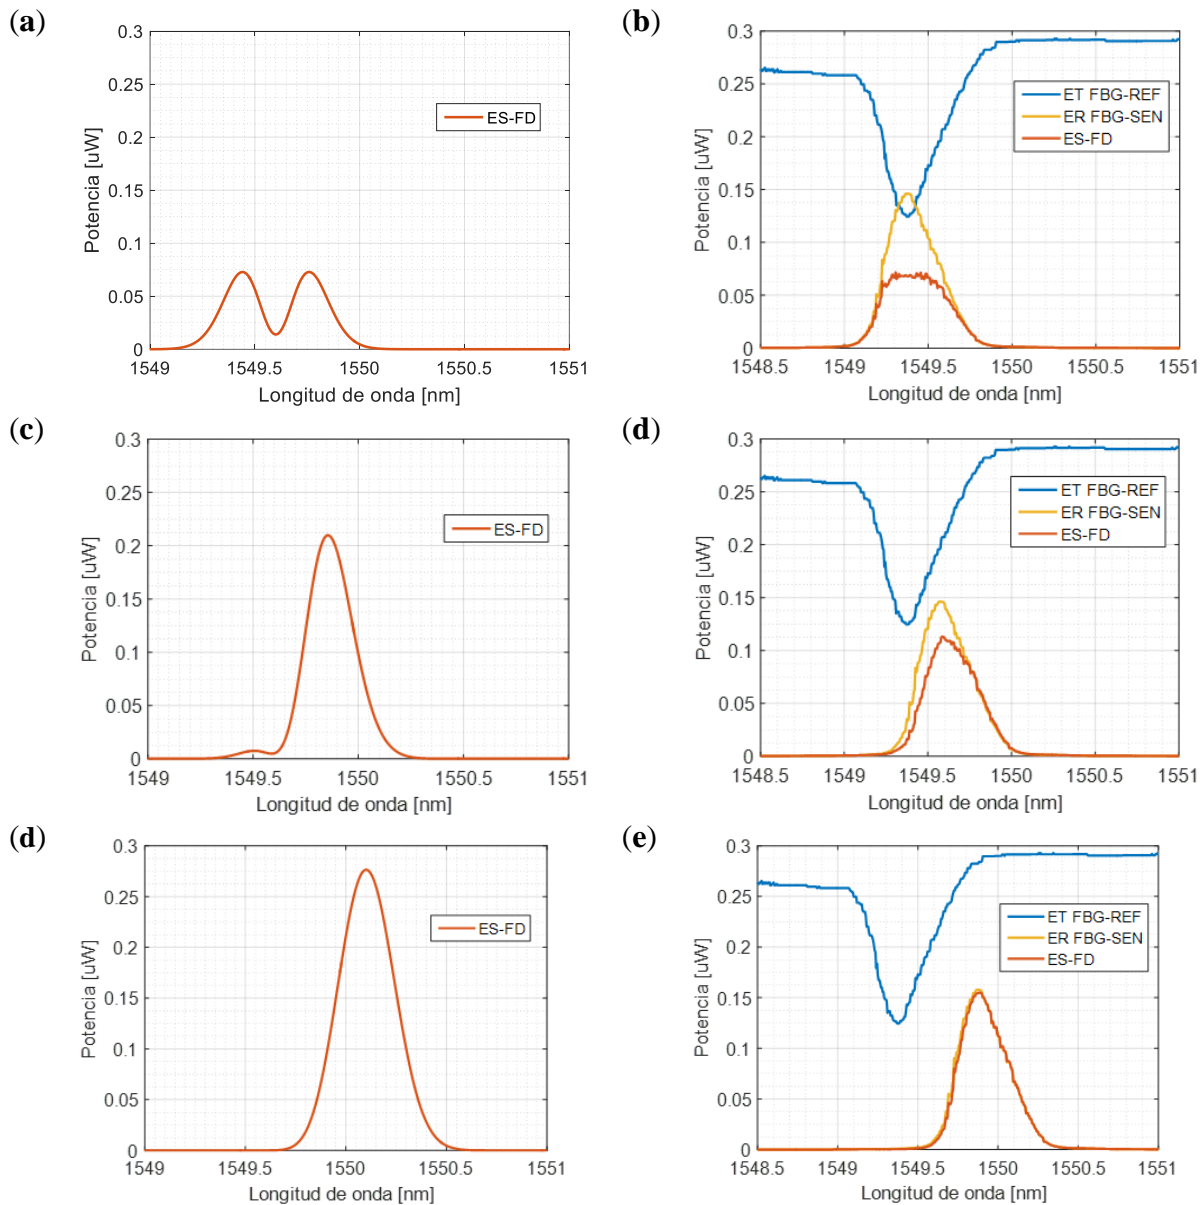 (a)
0.3
0.25
0.2
0.15
0.1
0.05
0
Potencia [uW]
ES-FD
1549 1549.5 1550 1550.5 1551
Longitud de onda [nm]
(b)
0.3
0.25
0.2
0.15
0.1
0.05
0
Potencia [uW]
ET FBG-REF
ER FBG-SEN
ES-FD
1548.5 1549 1549.5 1550 1550.5 1551
Longitud de onda [nm]
(c)
0.3
0.25
0.2
0.15
0.1
0.05
0
Potencia [uW]
ES-FD
1549 1549.5 1550 1550.5 1551
Longitud de onda [nm]
(d)
0.3
0.25
0.2
0.15
0.1
0.05
0
Potencia [uW]
ET FBG-REF
ER FBG-SEN
ES-FD
1548.5 1549 1549.5 1550 1550.5 1551
Longitud de onda [nm]
(d)
0.3
0.25
0.2
0.15
0.1
0.05
0
Potencia [uW]
ES-FD
1549 1549.5 1550 1550.5 1551
Longitud de onda [nm]
(e)
0.3
0.25
0.2
0.15
0.1
0.05
0
Potencia [uW]
ET FBG-REF
ER FBG-SEN
ES-FD
1548.5 1549 1549.5 1550 1550.5 1551
Longitud de onda [nm]